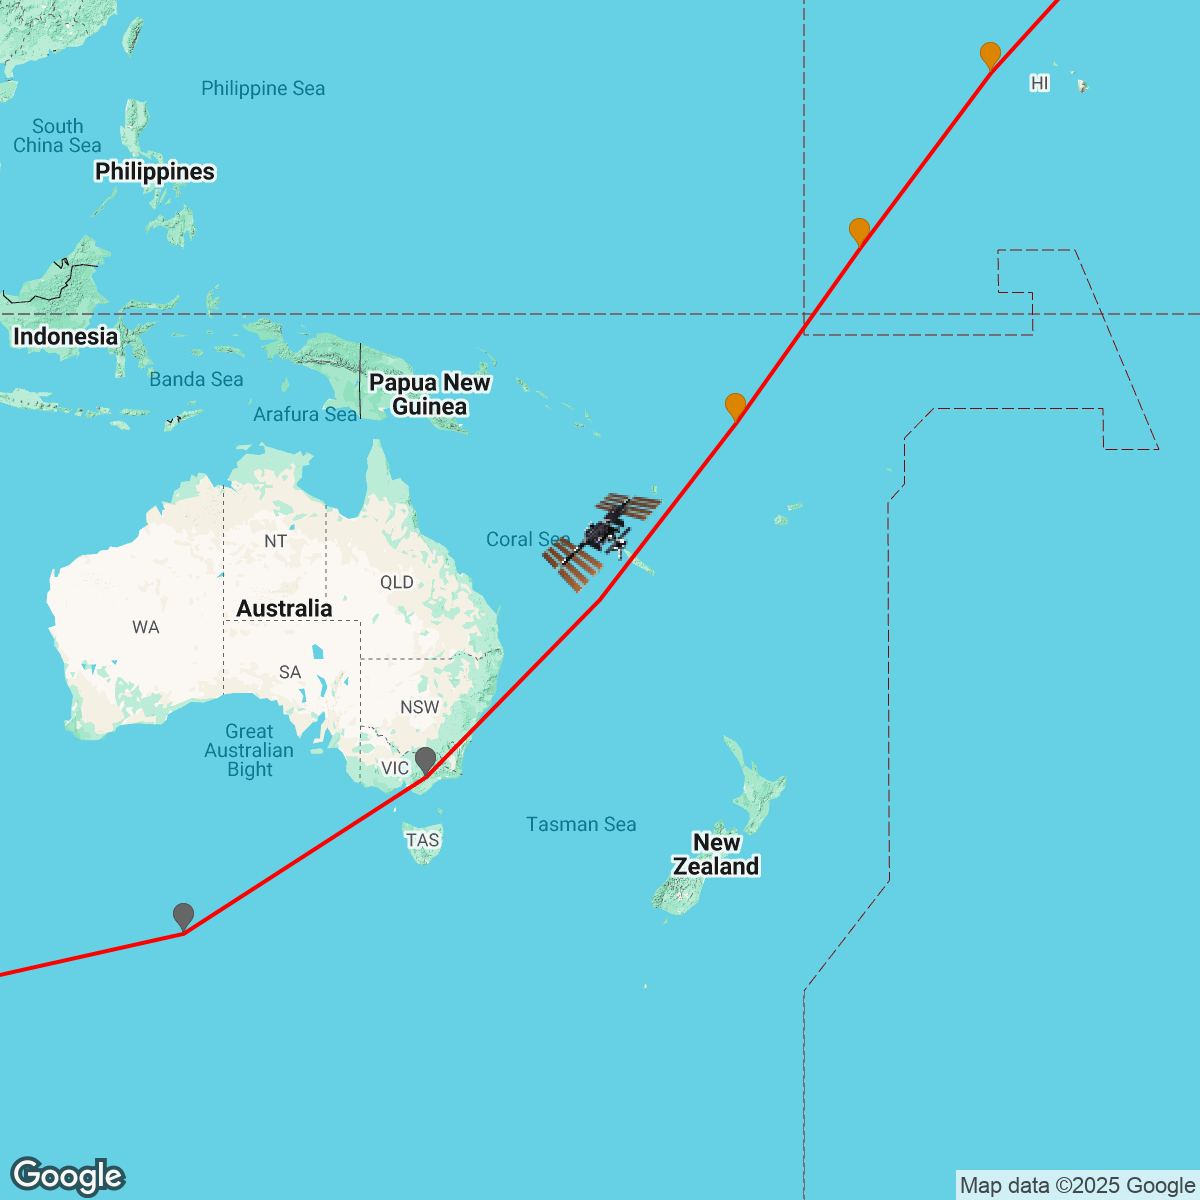 HI
Philippine Sea
South
China Sea
Philippines
Indonesia
Banda Sea
Papua New
Guinea
Arafura Sea
Coral Sea
NT
QLD
Australia
WA
SA
NSW
Great
Australian
Bight
VIC
TAS
Tasman Sea
New
Zealand
Google
Map data ©2025 Google